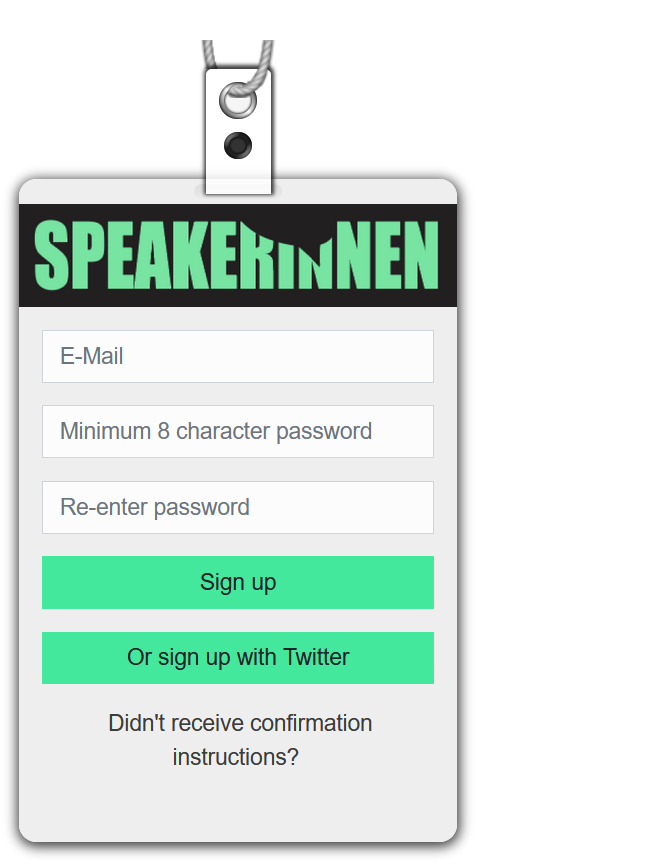 SPEAKERINNEN
E-Mail
Minimum 8 character password
Re-enter password
Sign up
Or sign up with Twitter
Didn't receive confirmation
instructions?